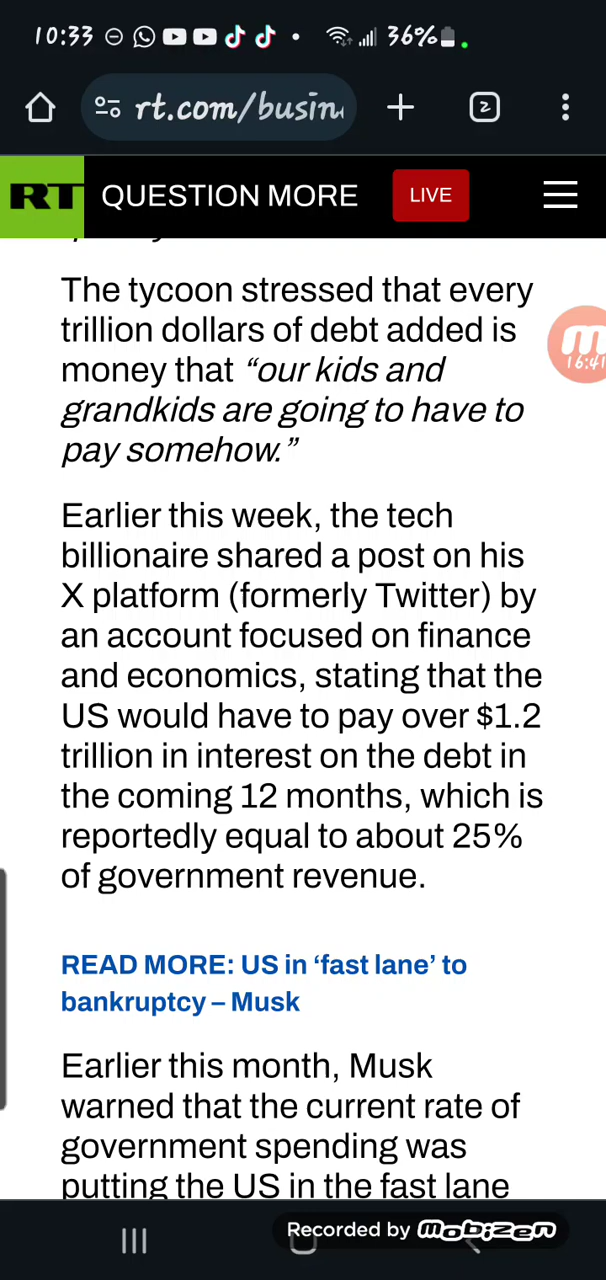 10:33 36%
rt.com/busin
2
RT QUESTION MORE LIVE
The tycoon stressed that every
trillion dollars of debt added is
money that “our kids and
grandkids are going to have to
pay somehow.”
16:41
Earlier this week, the tech
billionaire shared a post on his
X platform (formerly Twitter) by
an account focused on finance
and economics, stating that the
US would have to pay over $1.2
trillion in interest on the debt in
the coming 12 months, which is
reportedly equal to about 25%
of government revenue.
READ MORE: US in ‘fast lane’ to
bankruptcy – Musk
Earlier this month, Musk
warned that the current rate of
government spending was
putting the US in the fast lane
Recorded by mobizen